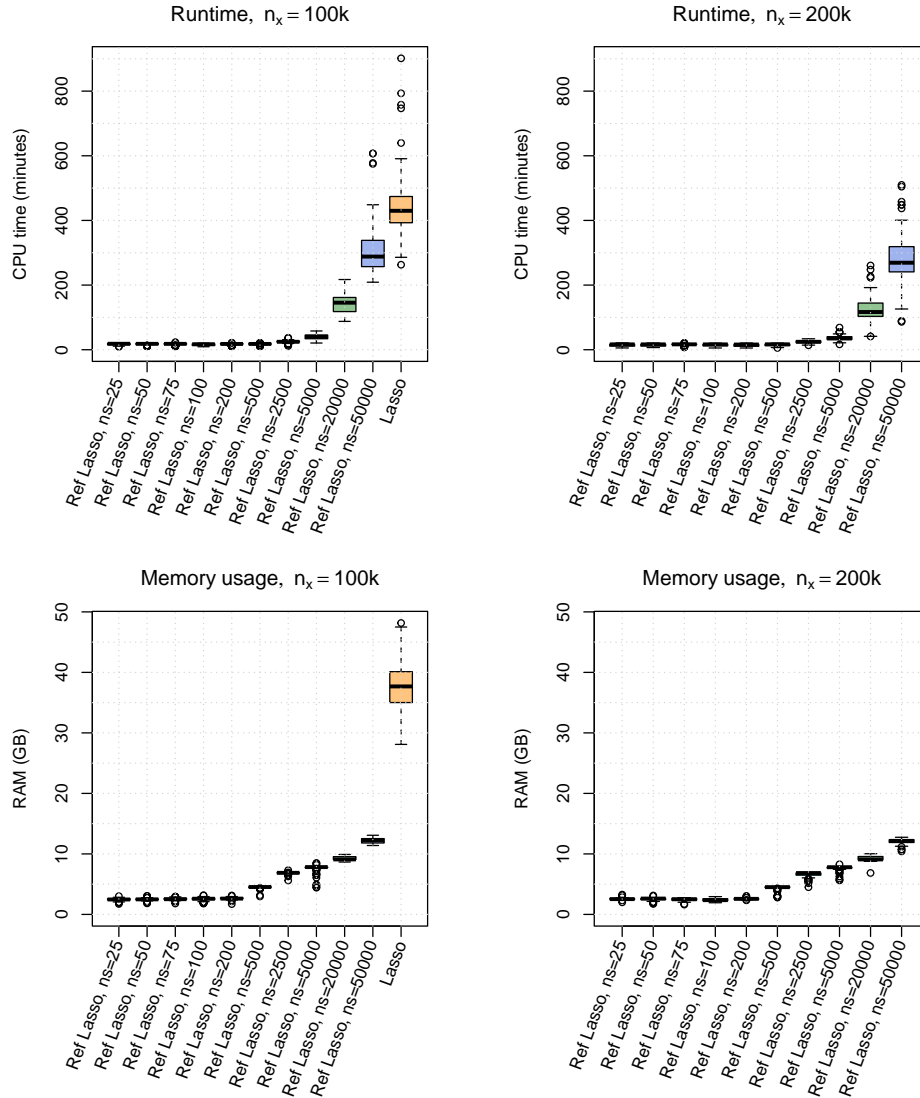 Runtime, nₓ = 100k
CPU time (minutes)
0
200
400
600
800
Ref Lasso, ns=25
Ref Lasso, ns=50
Ref Lasso, ns=75
Ref Lasso, ns=100
Ref Lasso, ns=200
Ref Lasso, ns=500
Ref Lasso, ns=2500
Ref Lasso, ns=5000
Ref Lasso, ns=20000
Ref Lasso, ns=50000
Lasso
Runtime, nₓ = 200k
CPU time (minutes)
0
200
400
600
800
Ref Lasso, ns=25
Ref Lasso, ns=50
Ref Lasso, ns=75
Ref Lasso, ns=100
Ref Lasso, ns=200
Ref Lasso, ns=500
Ref Lasso, ns=2500
Ref Lasso, ns=5000
Ref Lasso, ns=20000
Ref Lasso, ns=50000
Memory usage, nₓ = 100k
RAM (GB)
0
10
20
30
40
50
Ref Lasso, ns=25
Ref Lasso, ns=50
Ref Lasso, ns=75
Ref Lasso, ns=100
Ref Lasso, ns=200
Ref Lasso, ns=500
Ref Lasso, ns=2500
Ref Lasso, ns=5000
Ref Lasso, ns=20000
Ref Lasso, ns=50000
Lasso
Memory usage, nₓ = 200k
RAM (GB)
0
10
20
30
40
50
Ref Lasso, ns=25
Ref Lasso, ns=50
Ref Lasso, ns=75
Ref Lasso, ns=100
Ref Lasso, ns=200
Ref Lasso, ns=500
Ref Lasso, ns=2500
Ref Lasso, ns=5000
Ref Lasso, ns=20000
Ref Lasso, ns=50000